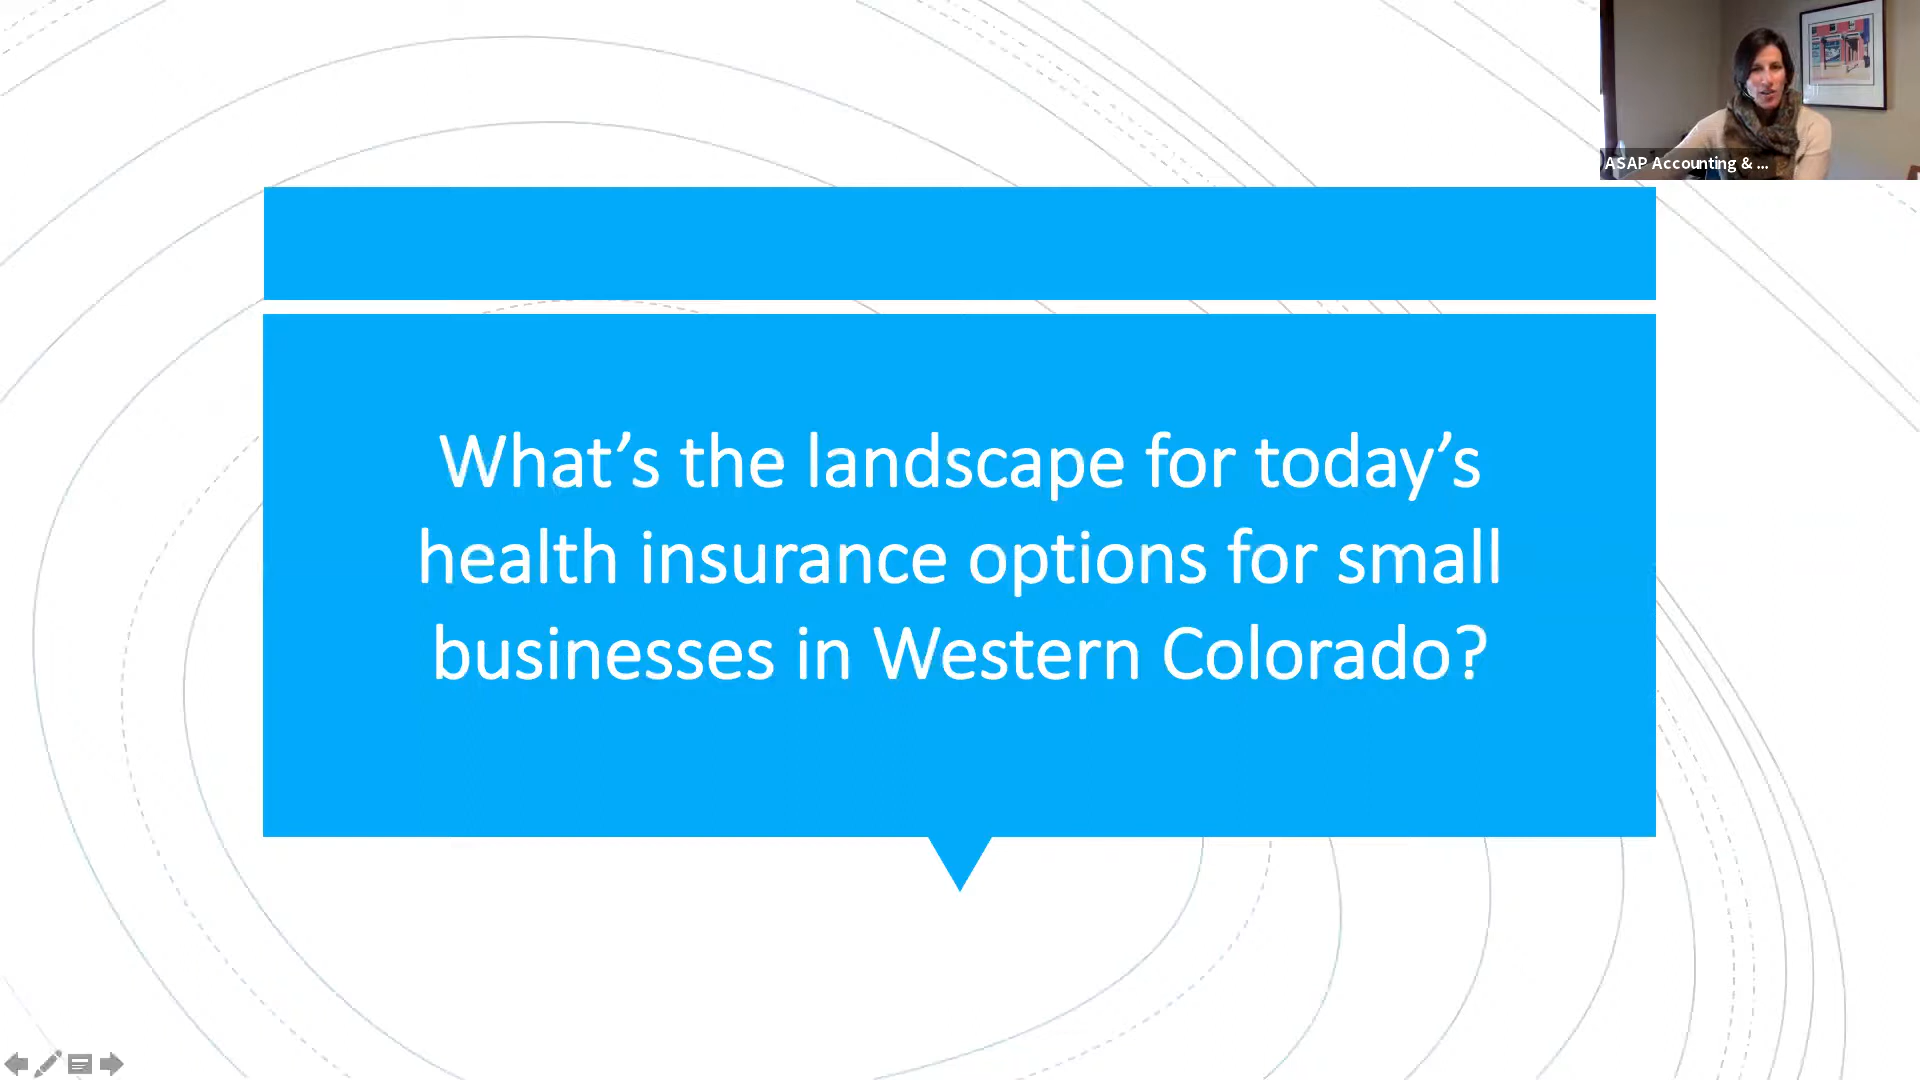 ASAP Accounting & ...
What’s the landscape for today’s
health insurance options for small
businesses in Western Colorado?